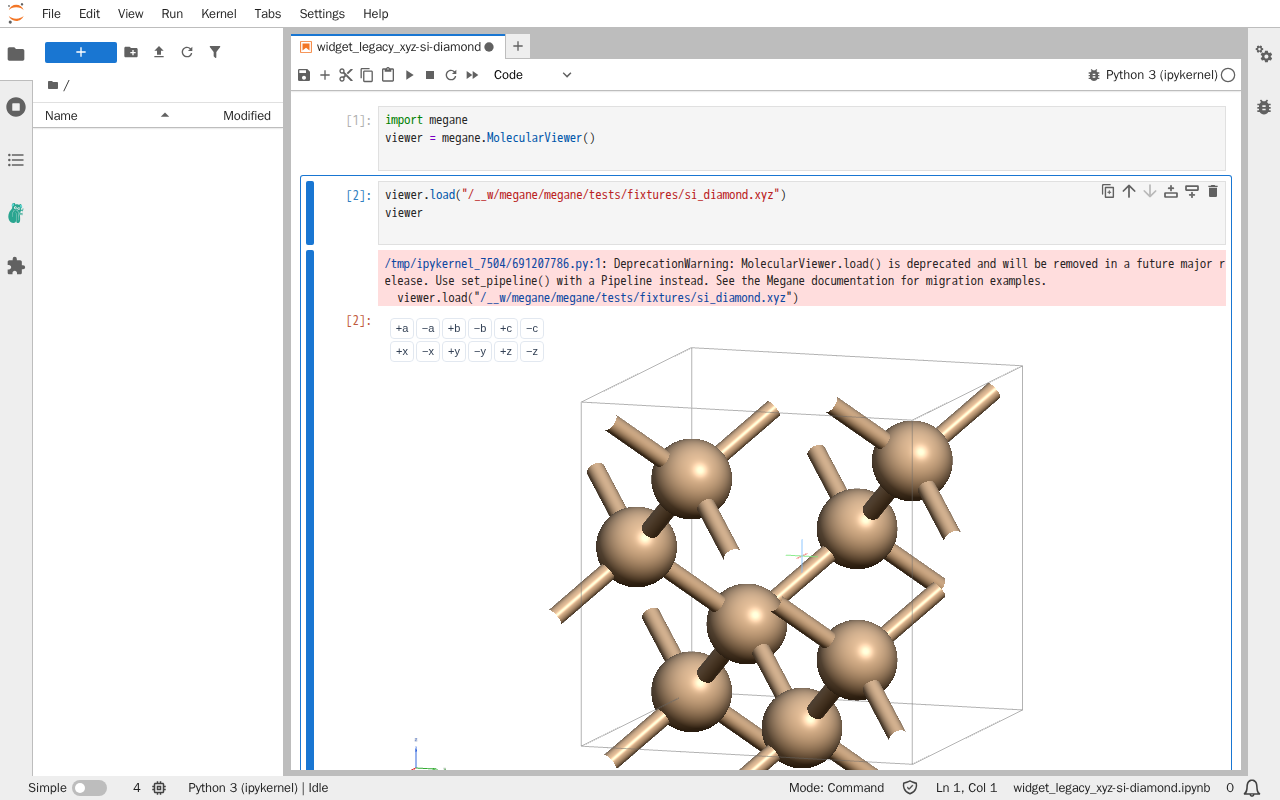 File Edit View Run Kernel Tabs Settings Help
widget_legacy_xyz-si-diamond
Code
Python 3 (ipykernel)
/
Name Modified
[1]:
import megane
viewer = megane.MolecularViewer()
[2]:
viewer.load("/__w/megane/megane/tests/fixtures/si_diamond.xyz")
viewer
/tmp/ipykernel_7504/691207786.py:1: DeprecationWarning: MolecularViewer.load() is deprecated and will be removed in a future major r
elease. Use set_pipeline() with a Pipeline instead. See the Megane documentation for migration examples.
viewer.load("/__w/megane/megane/tests/fixtures/si_diamond.xyz")
[2]:
+a −a +b −b +c −c
+x −x +y −y +z −z
Simple 4 Python 3 (ipykernel) | Idle Mode: Command Ln 1, Col 1 widget_legacy_xyz-si-diamond.ipynb 0